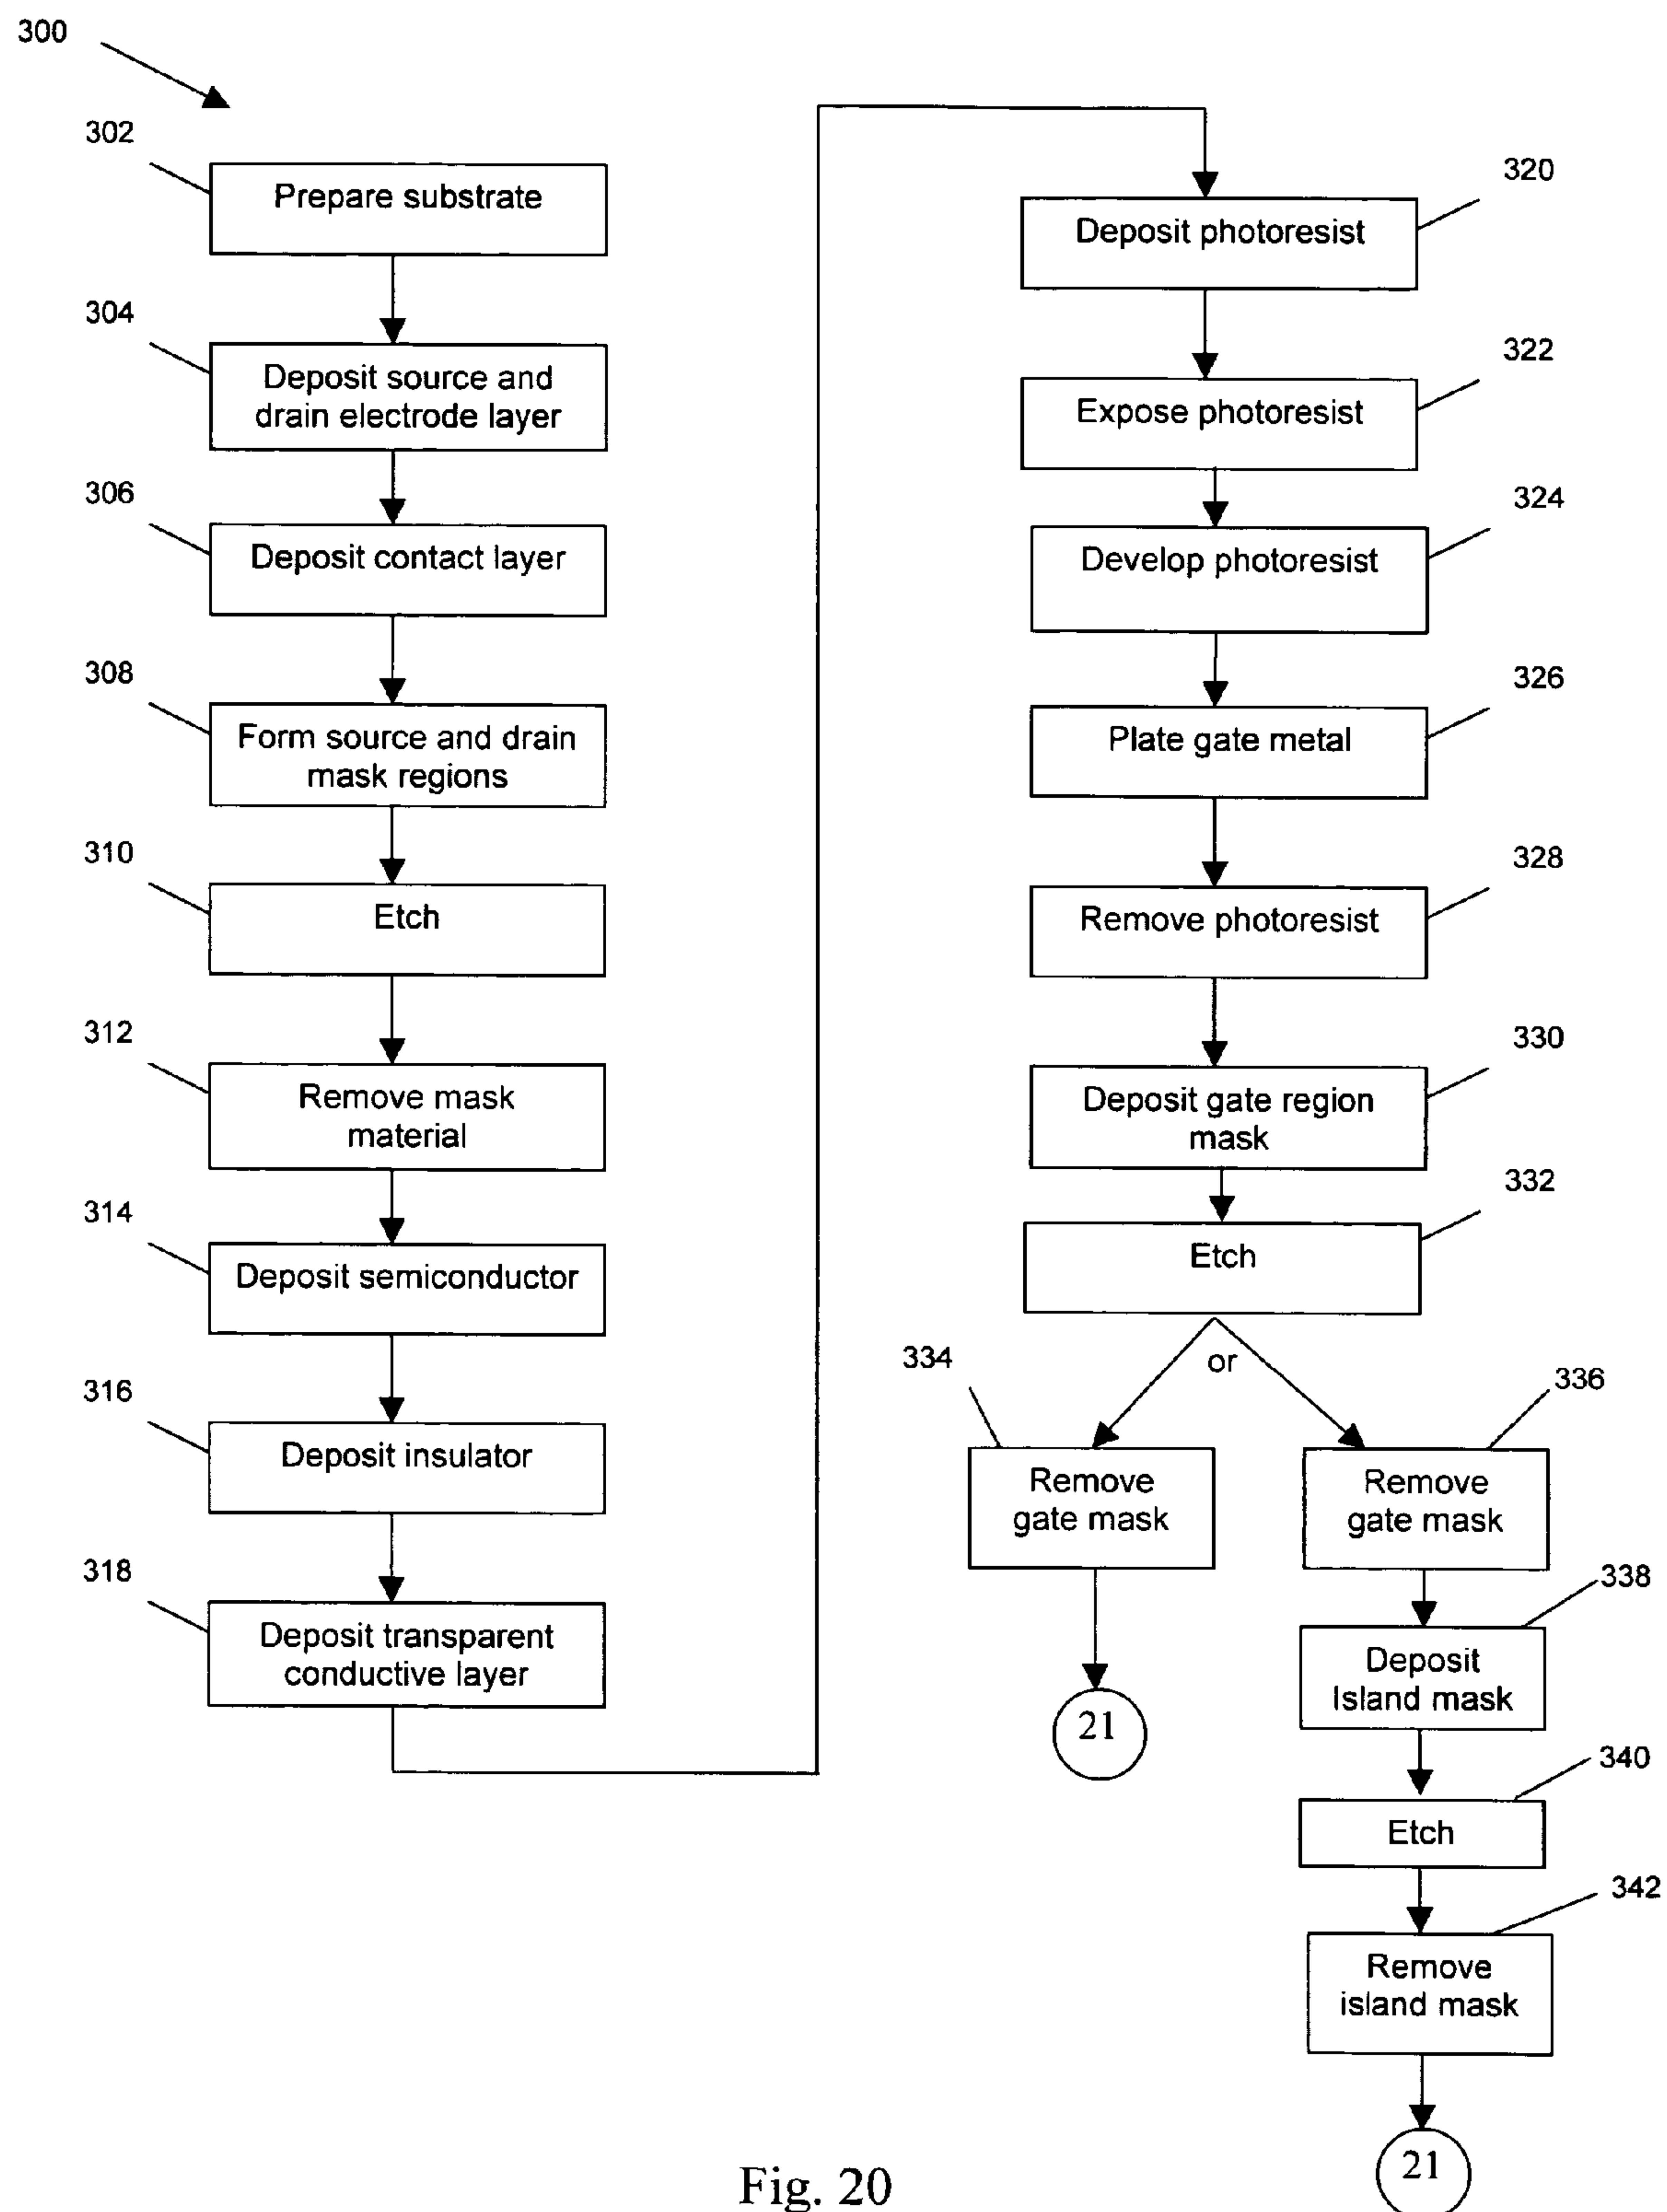 300
302
Prepare substrate
304
Deposit source and
drain electrode layer
306
Deposit contact layer
308
Form source and drain
mask regions
310
Etch
312
Remove mask
material
314
Deposit semiconductor
316
Deposit insulator
318
Deposit transparent
conductive layer
320
Deposit photoresist
322
Expose photoresist
324
Develop photoresist
326
Plate gate metal
328
Remove photoresist
330
Deposit gate region
mask
332
Etch
or
334
Remove
gate mask
21
336
Remove
gate mask
338
Deposit
Island mask
340
Etch
342
Remove
island mask
21
Fig. 20